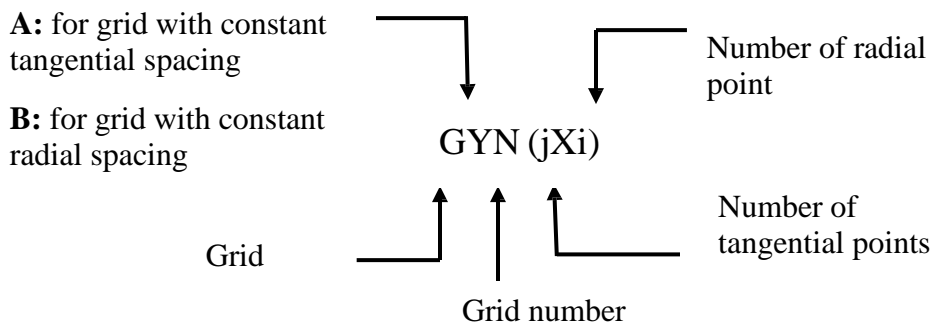 A: for grid with constant
tangential spacing
B: for grid with constant
radial spacing
Number of radial
point
GYN (jXi)
Grid
Grid number
Number of
tangential points